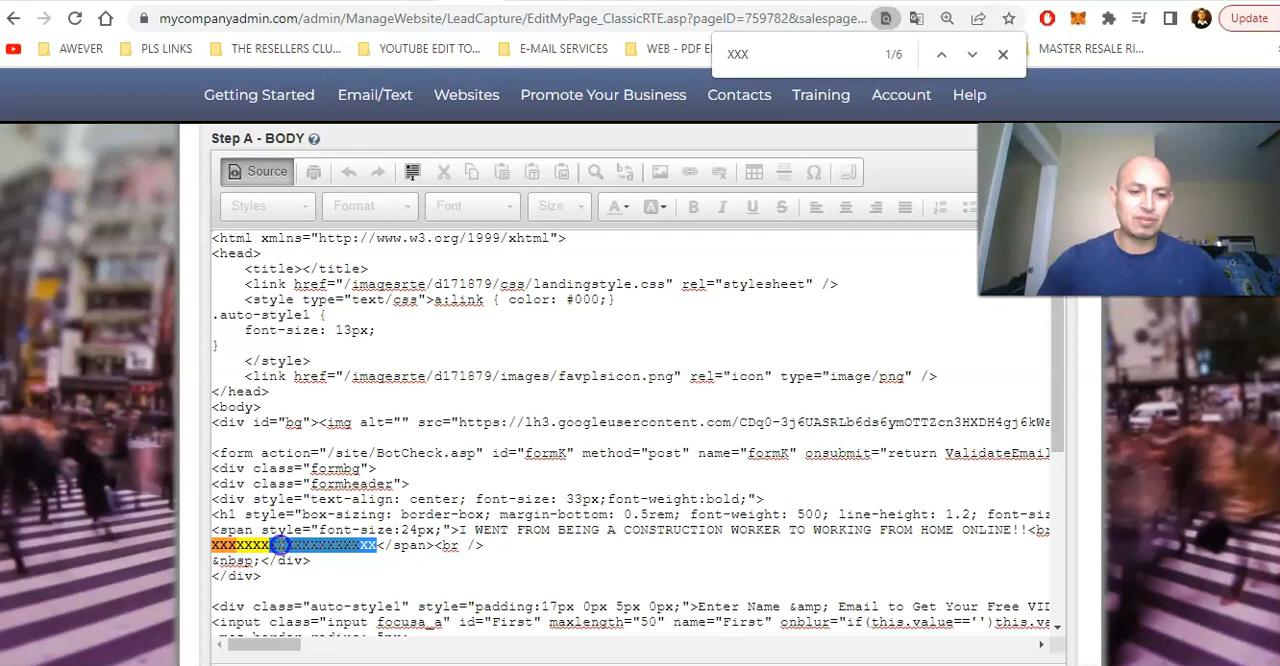 mycompanyadmin.com/admin/ManageWebsite/LeadCapture/EditMyPage_ClassicRTE.asp?pageID=759782&salespage...
Update
AWEVER
PLS LINKS
THE RESELLERS CLU...
YOUTUBE EDIT TO...
E-MAIL SERVICES
WEB - PDF E
MASTER RESALE RI...
XXX
1/6
Getting Started
Email/Text
Websites
Promote Your Business
Contacts
Training
Account
Help
Step A - BODY
Source
Styles
Format
Font
Size
<html xmlns="http://www.w3.org/1999/xhtml">
<head>
<title></title>
<link href="/imagesrte/d171879/css/landingstyle.css" rel="stylesheet" />
<style type="text/css">a:link { color: #000;}
.auto-style1 {
font-size: 13px;
}
</style>
<link href="/imagesrte/d171879/images/favplsicon.png" rel="icon" type="image/png" />
</head>
<body>
<div id="bg"><img alt="" src="https://lh3.googleusercontent.com/CDq0-3j6UASRLb6ds6ymOTTZcn3HXDH4gj6kWa
<form action="/site/BotCheck.asp" id="formK" method="post" name="formK" onsubmit="return ValidateEmail
<div class="formbg">
<div class="formheader">
<div style="text-align: center; font-size: 33px;font-weight:bold;">
<h1 style="box-sizing: border-box; margin-bottom: 0.5rem; font-weight: 500; line-height: 1.2; font-siz
<span style="font-size:24px;">I WENT FROM BEING A CONSTRUCTION WORKER TO WORKING FROM HOME ONLINE!!<br
XXXXXXXXXXXXXXXXXXXX</span><br />
&nbsp;</div>
</div>
<div class="auto-style1" style="padding:17px 0px 5px 0px;">Enter Name &amp; Email to Get Your Free VID
<input class="input focusa_a" id="First" maxlength="50" name="First" onblur="if(this.value=='')this.va